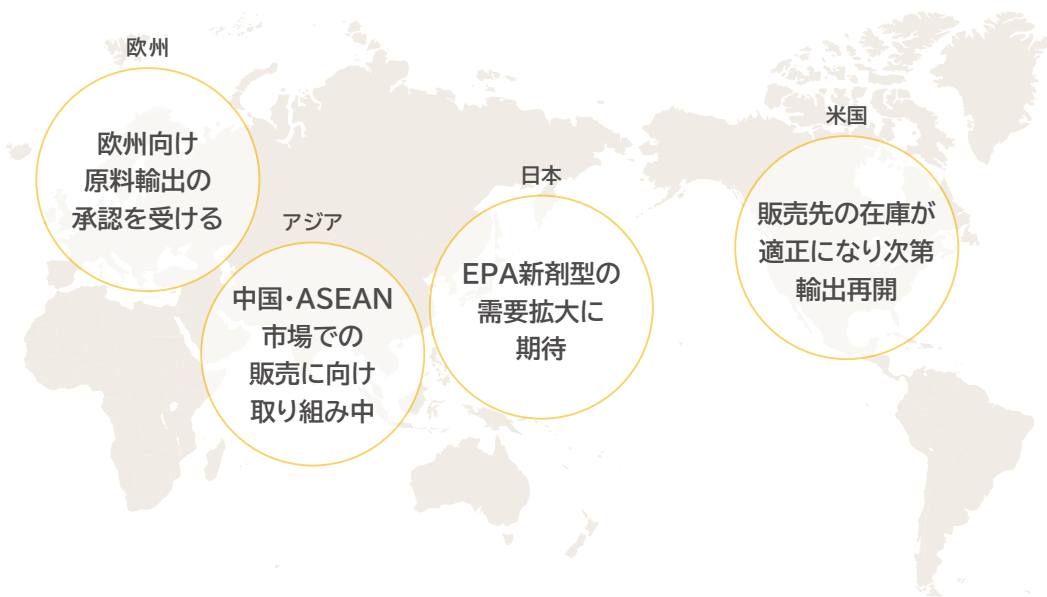 欧州
欧州向け
原料輸出の
承認を受ける
アジア
中国・ASEAN
市場での
販売に向け
取り組み中
日本
EPA新剤型の
需要拡大に
期待
米国
販売先の在庫が
適正になり次第
輸出再開